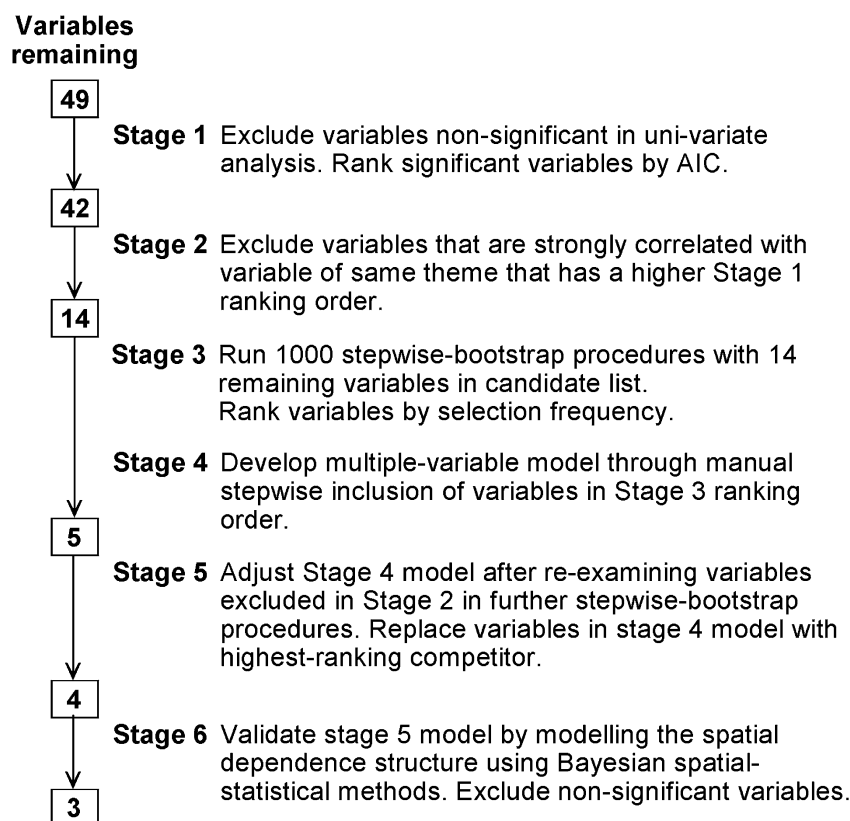 Variables
remaining
49
Stage 1 Exclude variables non-significant in uni-variate
analysis. Rank significant variables by AIC.
42
Stage 2 Exclude variables that are strongly correlated with
variable of same theme that has a higher Stage 1
ranking order.
14
Stage 3 Run 1000 stepwise-bootstrap procedures with 14
remaining variables in candidate list.
Rank variables by selection frequency.
Stage 4 Develop multiple-variable model through manual
stepwise inclusion of variables in Stage 3 ranking
order.
5
Stage 5 Adjust Stage 4 model after re-examining variables
excluded in Stage 2 in further stepwise-bootstrap
procedures. Replace variables in stage 4 model with
highest-ranking competitor.
4
Stage 6 Validate stage 5 model by modelling the spatial
dependence structure using Bayesian spatial-
statistical methods. Exclude non-significant variables.
3